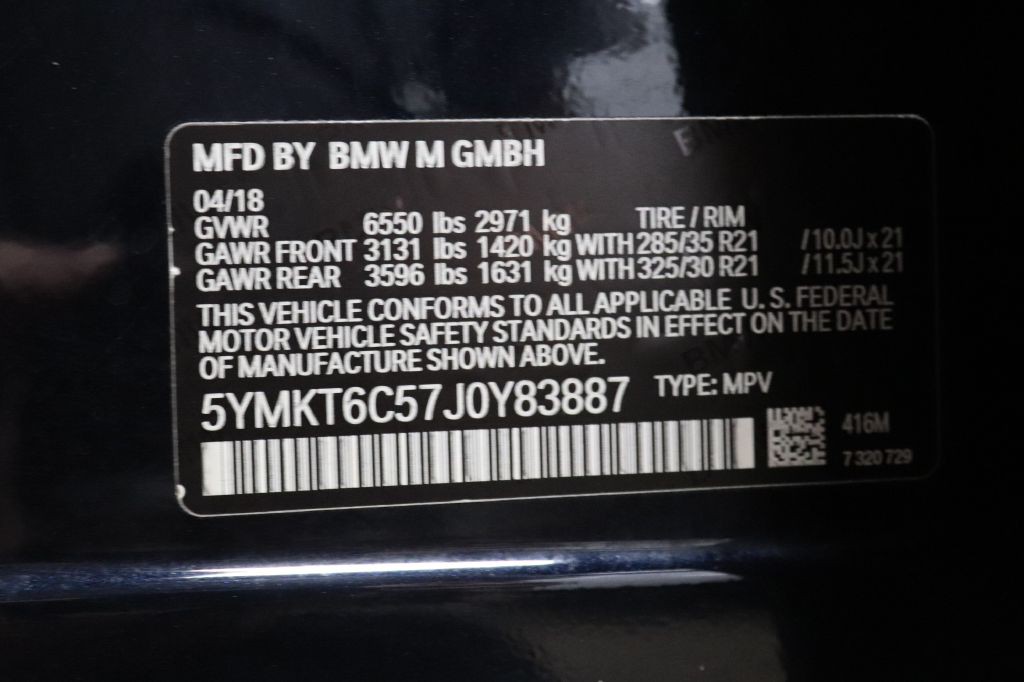 MFD BY BMW M GMBH
04/18
GVWR 6550 lbs 2971 kg TIRE / RIM
GAWR FRONT 3131 lbs 1420 kg WITH 285/35 R21 /10.0J x 21
GAWR REAR 3596 lbs 1631 kg WITH 325/30 R21 /11.5J x 21
THIS VEHICLE CONFORMS TO ALL APPLICABLE U. S. FEDERAL
MOTOR VEHICLE SAFETY STANDARDS IN EFFECT ON THE DATE
OF MANUFACTURE SHOWN ABOVE.
5YMKT6C57J0Y83887 TYPE: MPV
416M
7 320 729